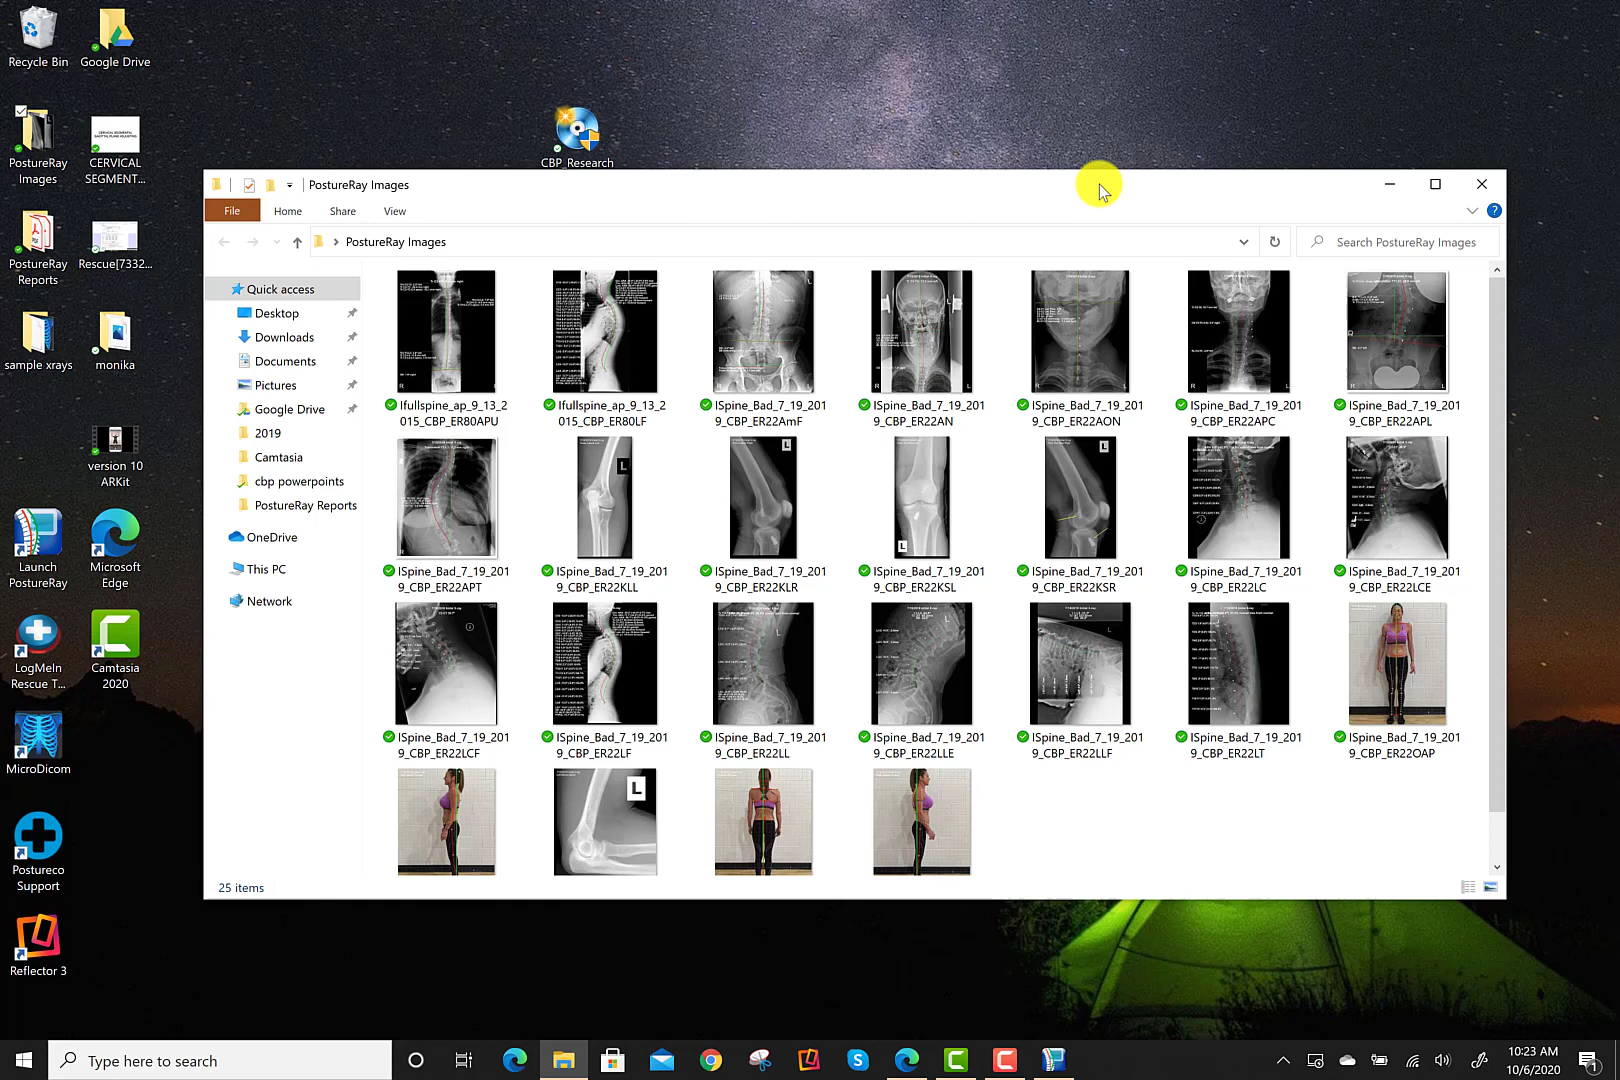 Recycle Bin
Google Drive
PostureRay
Images
CERVICAL
SEGMENT...
CBP_Research
PostureRay
Reports
Rescue[7332...
sample xrays
monika
version 10
ARKit
Launch
PostureRay
Microsoft
Edge
LogMeIn
Rescue T...
Camtasia
2020
MicroDicom
Postureco
Support
Reflector 3
PostureRay Images
File
Home
Share
View
PostureRay Images
Search PostureRay Images
Quick access
Desktop
Downloads
Documents
Pictures
Google Drive
2019
Camtasia
cbp powerpoints
PostureRay Reports
OneDrive
This PC
Network
Ifullspine_ap_9_13_2
015_CBP_ER80APU
Ifullspine_ap_9_13_2
015_CBP_ER80LF
ISpine_Bad_7_19_201
9_CBP_ER22AmF
ISpine_Bad_7_19_201
9_CBP_ER22AN
ISpine_Bad_7_19_201
9_CBP_ER22AON
ISpine_Bad_7_19_201
9_CBP_ER22APC
ISpine_Bad_7_19_201
9_CBP_ER22APL
ISpine_Bad_7_19_201
9_CBP_ER22APT
ISpine_Bad_7_19_201
9_CBP_ER22KLL
ISpine_Bad_7_19_201
9_CBP_ER22KLR
ISpine_Bad_7_19_201
9_CBP_ER22KSL
ISpine_Bad_7_19_201
9_CBP_ER22KSR
ISpine_Bad_7_19_201
9_CBP_ER22LC
ISpine_Bad_7_19_201
9_CBP_ER22LCE
ISpine_Bad_7_19_201
9_CBP_ER22LCF
ISpine_Bad_7_19_201
9_CBP_ER22LF
ISpine_Bad_7_19_201
9_CBP_ER22LL
ISpine_Bad_7_19_201
9_CBP_ER22LLE
ISpine_Bad_7_19_201
9_CBP_ER22LLF
ISpine_Bad_7_19_201
9_CBP_ER22LT
ISpine_Bad_7_19_201
9_CBP_ER22OAP
25 items
Type here to search
10:23 AM
10/6/2020
1